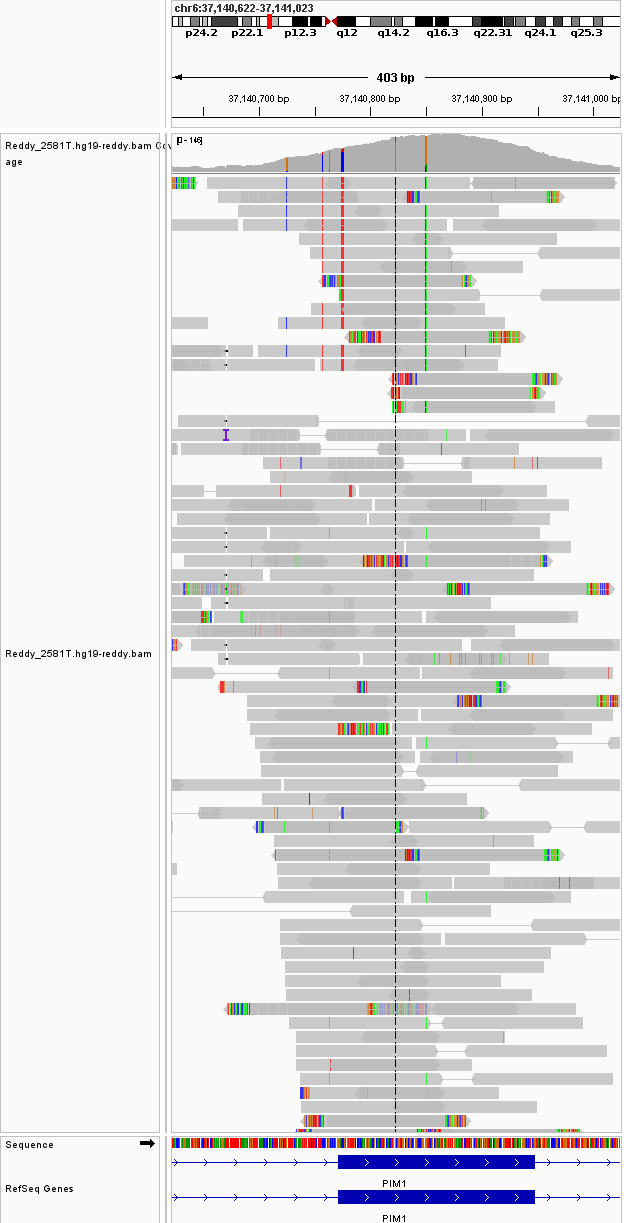 chr6:37,140,622-37,141,023
p24.2 p22.1 p12.3 q12 q14.2 q16.3 q22.31 q24.1 q25.3
403 bp
37,140,700 bp 37,140,800 bp 37,140,900 bp 37,141,000 bp
[0 - 146]
Reddy_2581T.hg19-reddy.bam Cov
age
Reddy_2581T.hg19-reddy.bam
Sequence
PIM1
RefSeq Genes
PIM1